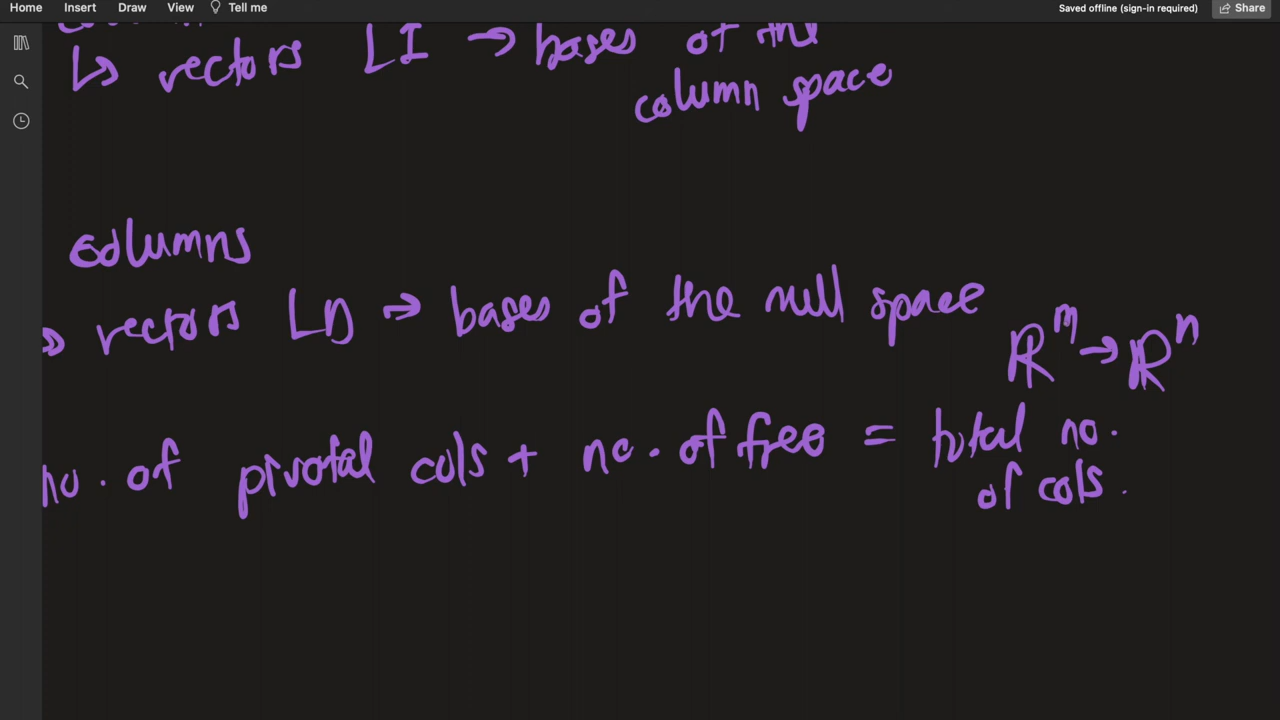 Home Insert Draw View Tell me Saved offline (sign-in required) Share
↳ vectors LI → bases of the
column space
columns
vectors LD → bases of the null space
ℝᵐ → ℝⁿ
no. of pivotal cols + no. of free = total no.
of cols.